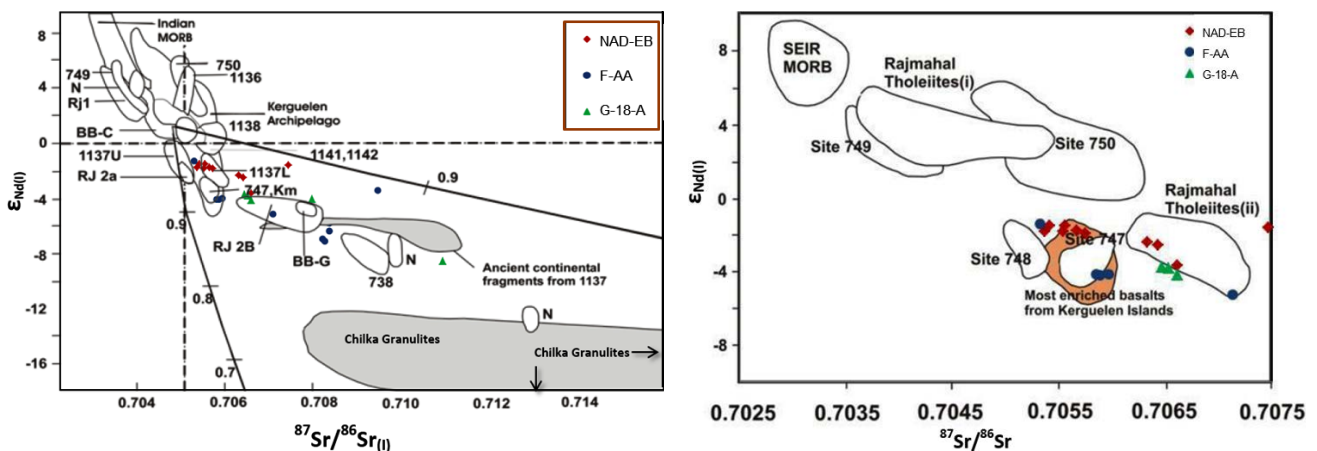 8
4
0
-4
-8
-12
-16
εNd(I)
Indian
MORB
750
1136
749
N
Rj1
Kerguelen
Archipelago
BB-C
1138
1137U
1141,1142
1137L
RJ 2a
747,Km
0.9
0.9
RJ 2B
BB-G
738
N
Ancient continental
fragments from 1137
0.8
N
Chilka Granulites
Chilka Granulites
0.7
0.704
0.706
0.708
0.710
0.712
0.714
87Sr/86Sr(I)
NAD-EB
F-AA
G-18-A
8
4
0
-4
-8
εNd(I)
SEIR
MORB
Rajmahal
Tholeiites(i)
NAD-EB
F-AA
G-18-A
Site 749
Site 750
Rajmahal
Tholeiites(ii)
Site 747
Site 748
Most enriched basalts
from Kerguelen Islands
0.7025
0.7035
0.7045
0.7055
0.7065
0.7075
87Sr/86Sr